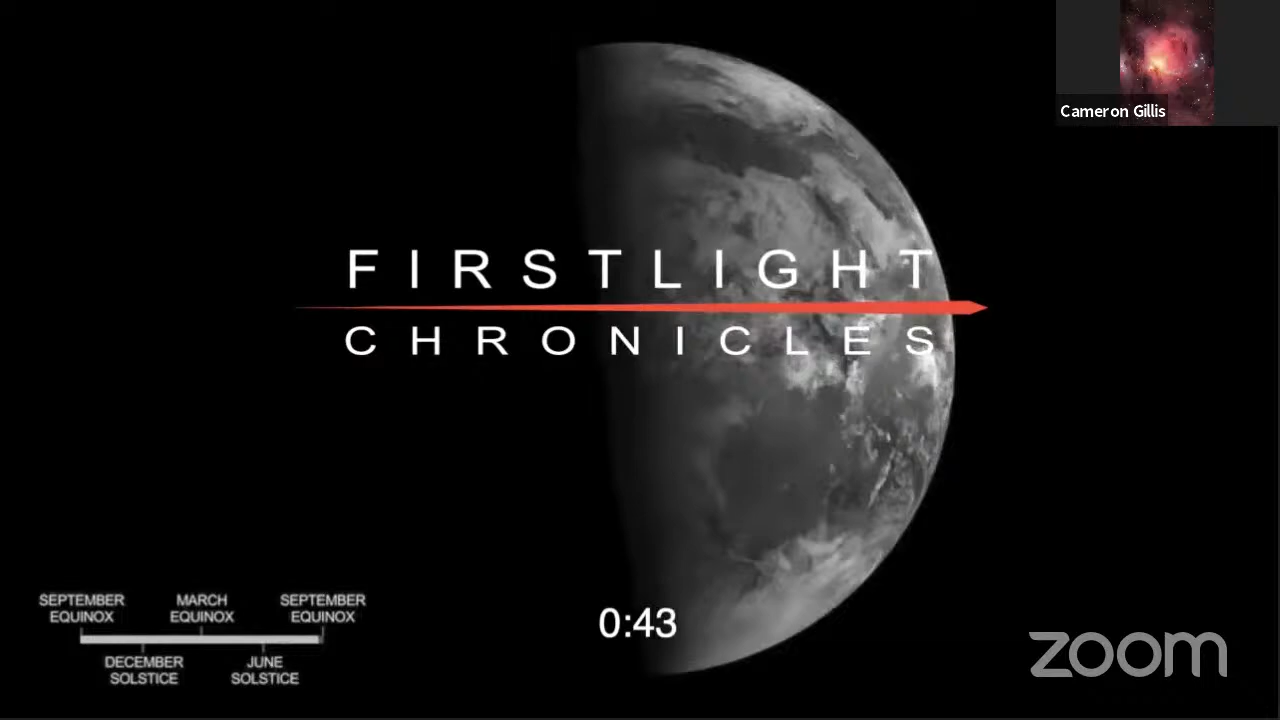 Cameron Gillis
FIRSTLIGHT
CHRONICLES
SEPTEMBER
EQUINOX
MARCH
EQUINOX
SEPTEMBER
EQUINOX
DECEMBER
SOLSTICE
JUNE
SOLSTICE
0:43
zoom